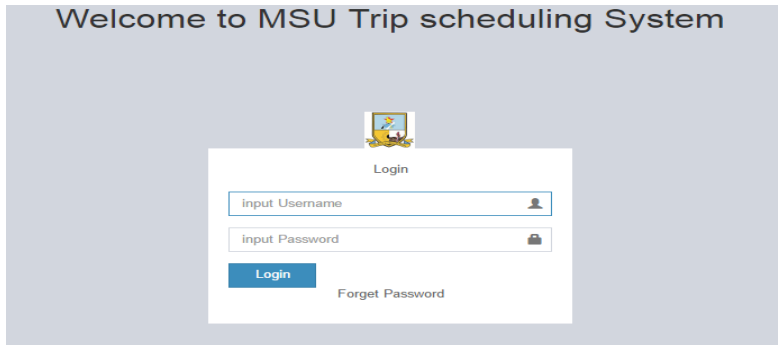 Welcome to MSU Trip scheduling System
Login
input Username
input Password
Login
Forget Password